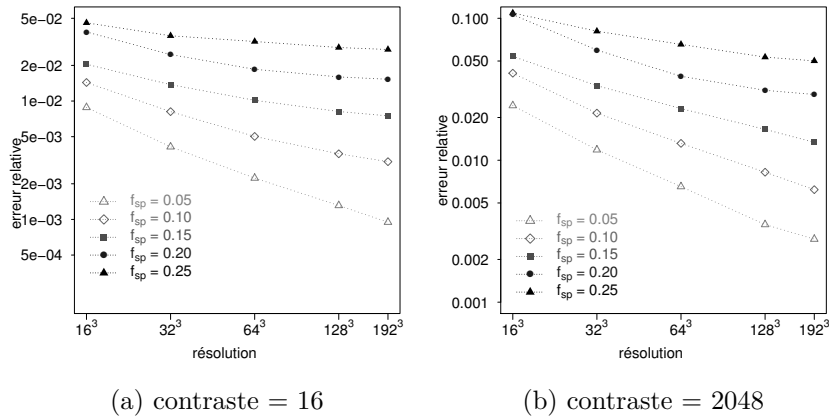 5e−02
2e−02
1e−02
5e−03
2e−03
1e−03
5e−04
erreur relative
f_sp = 0.05
f_sp = 0.10
f_sp = 0.15
f_sp = 0.20
f_sp = 0.25
16³ 32³ 64³ 128³ 192³
résolution
(a) contraste = 16
0.100
0.050
0.020
0.010
0.005
0.002
0.001
erreur relative
f_sp = 0.05
f_sp = 0.10
f_sp = 0.15
f_sp = 0.20
f_sp = 0.25
16³ 32³ 64³ 128³ 192³
résolution
(b) contraste = 2048